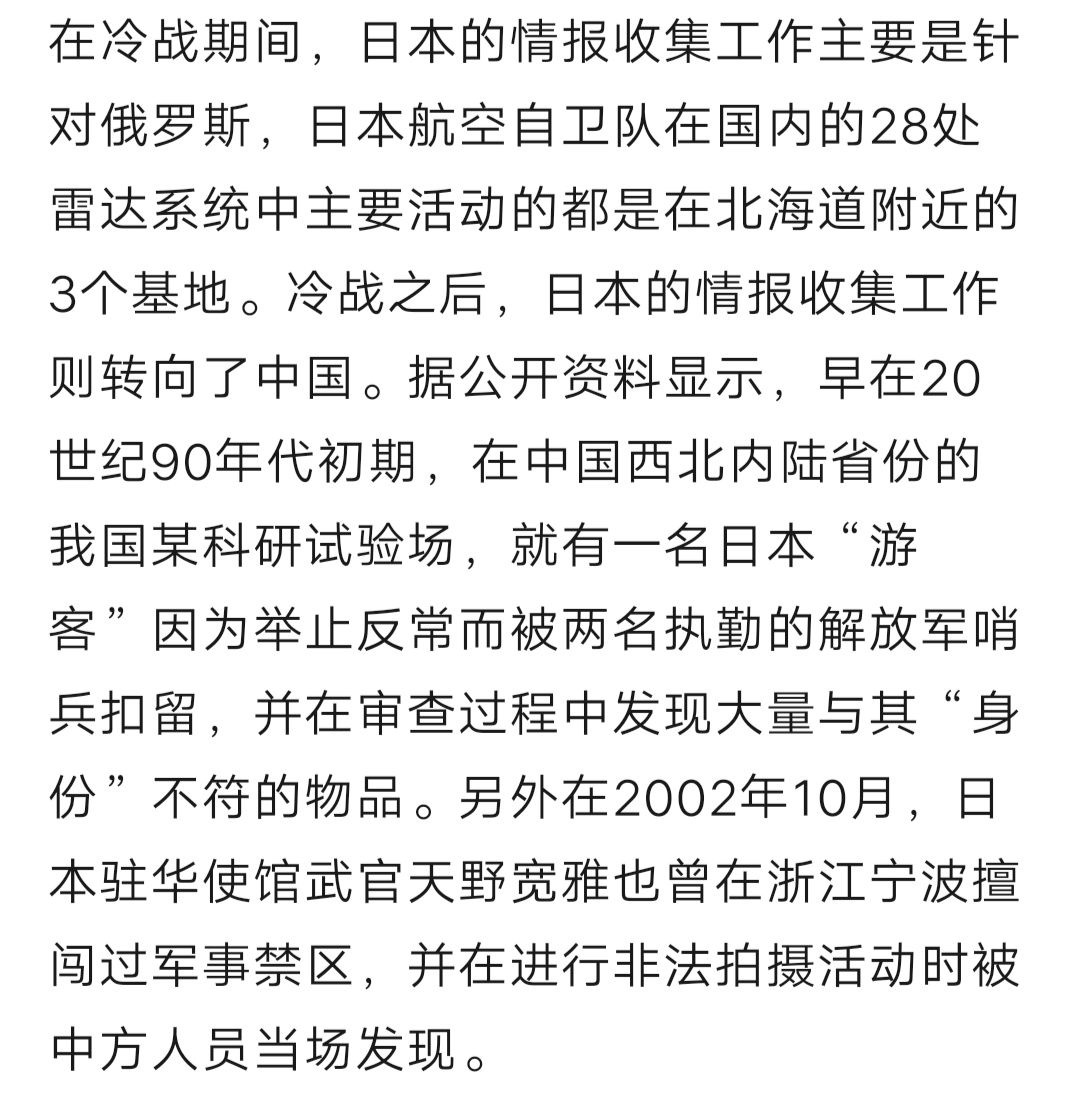 在冷战期间，日本的情报收集工作主要是针
对俄罗斯，日本航空自卫队在国内的28处
雷达系统中主要活动的都是在北海道附近的
3个基地。冷战之后，日本的情报收集工作
则转向了中国。据公开资料显示，早在20
世纪90年代初期，在中国西北内陆省份的
我国某科研试验场，就有一名日本“游
客”因为举止反常而被两名执勤的解放军哨
兵扣留，并在审查过程中发现大量与其“身
份”不符的物品。另外在2002年10月，日
本驻华使馆武官天野宽雅也曾在浙江宁波擅
闯过军事禁区，并在进行非法拍摄活动时被
中方人员当场发现。